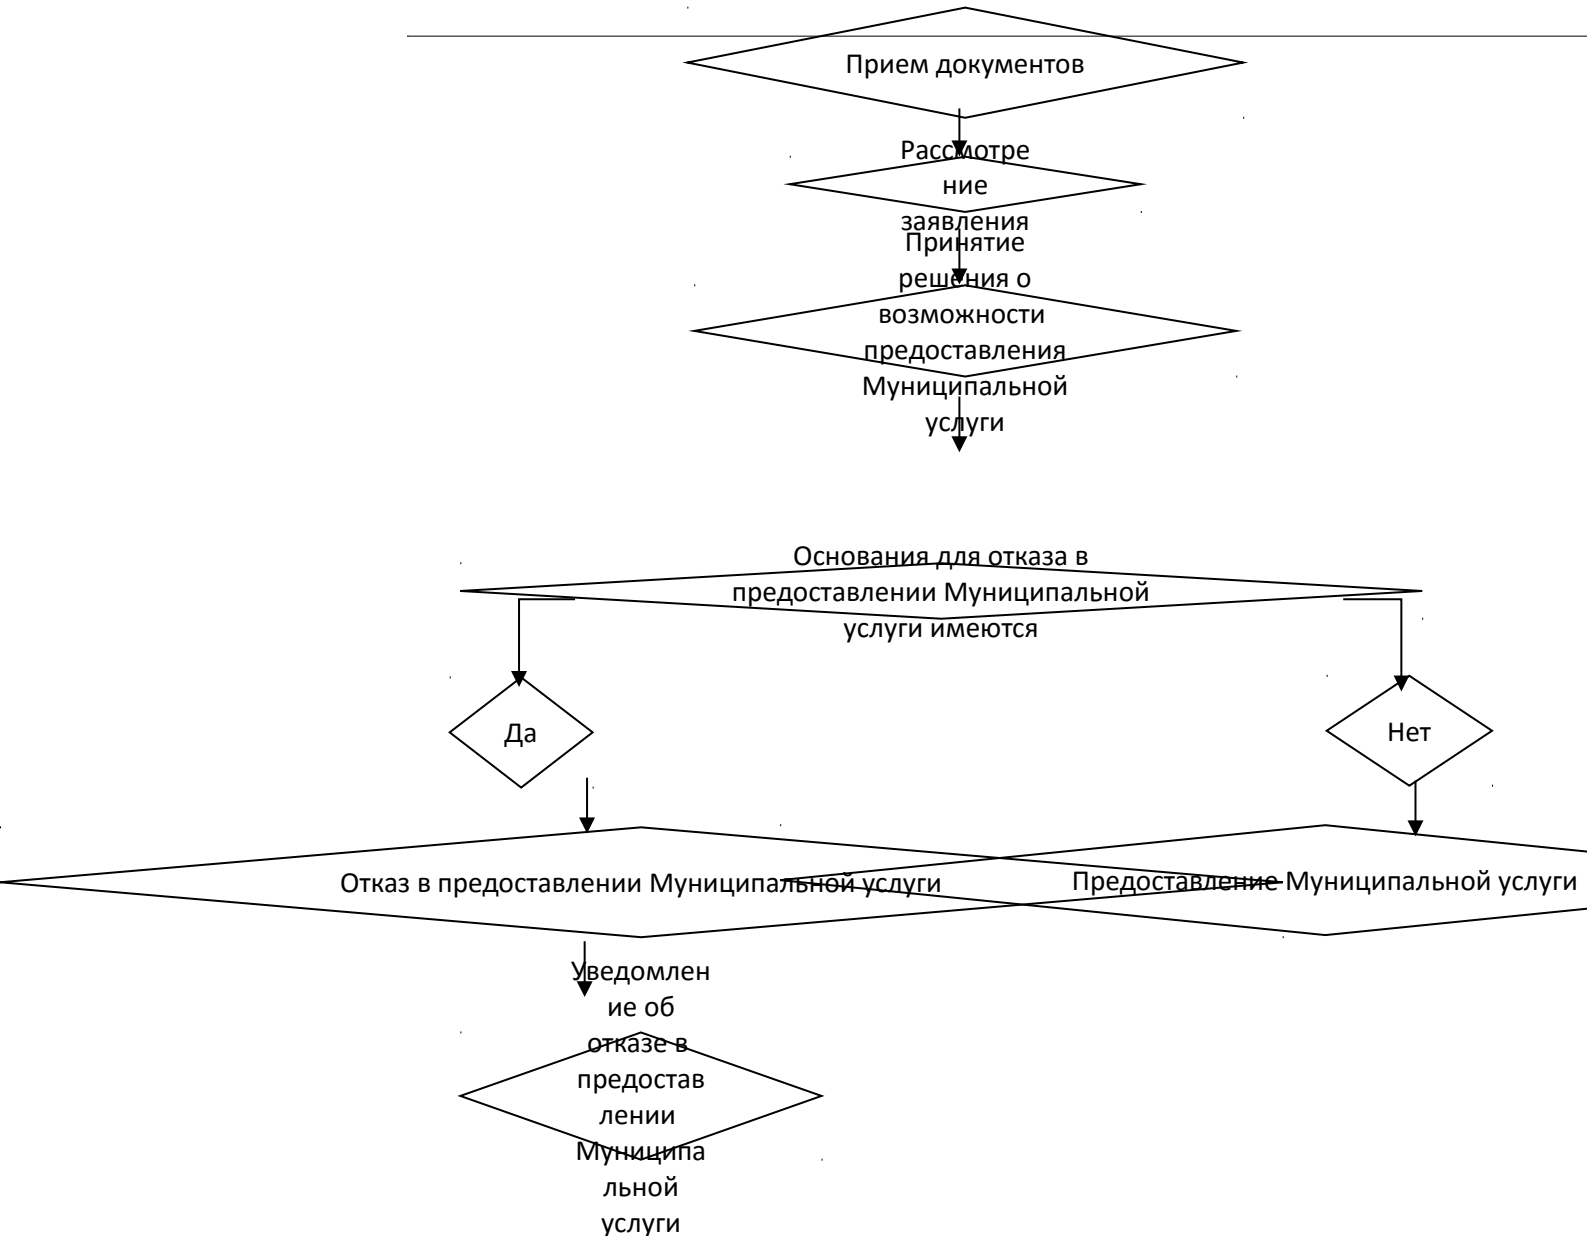 Прием документов
Рассмотре
ние
заявления
Принятие
решения о
возможности
предоставления
Муниципальной
услуги
Основания для отказа в
предоставлении Муниципальной
услуги имеются
Да
Нет
Отказ в предоставлении Муниципальной услуги
Предоставление Муниципальной услуги
Уведомлен
ие об
отказе в
предостав
лении
Муниципа
льной
услуги